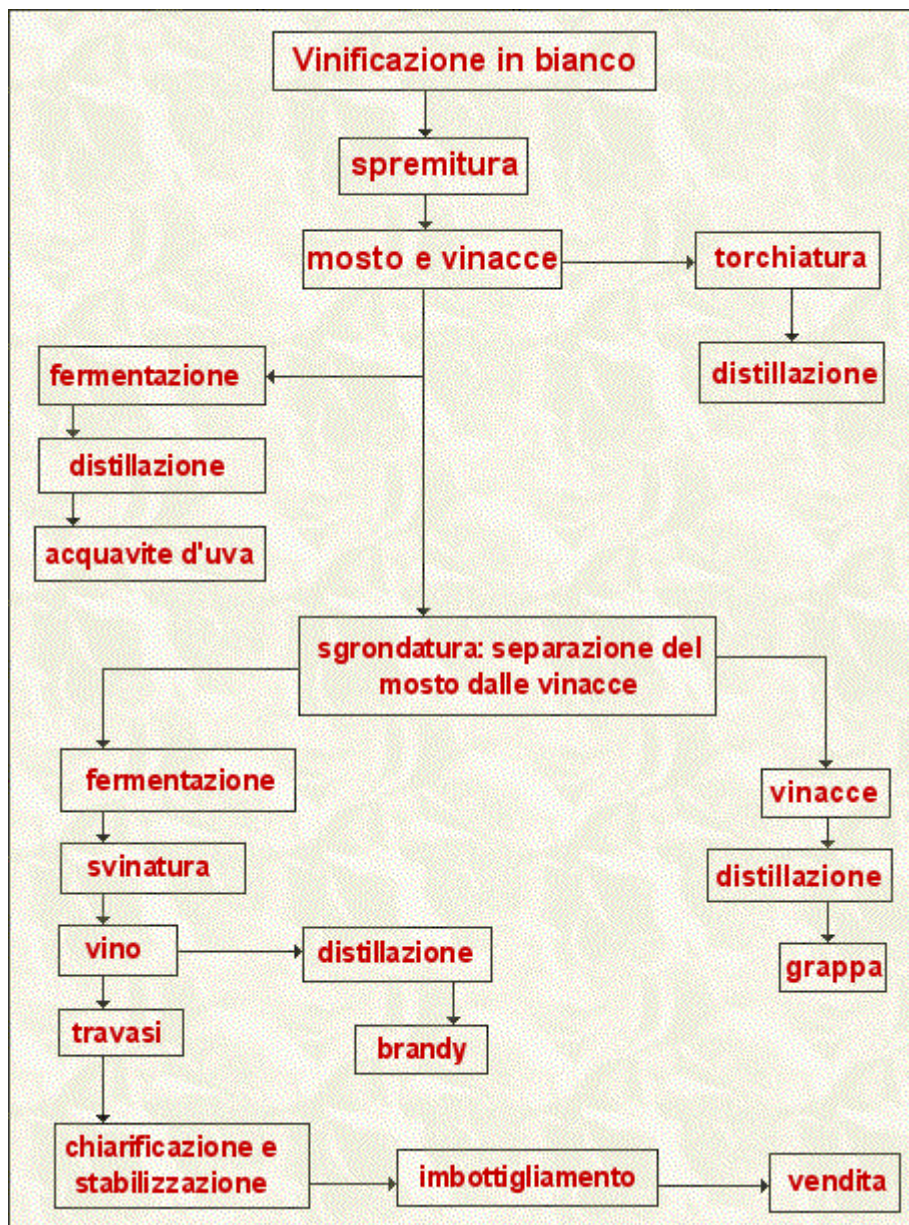 Vinificazione in bianco
spremitura
mosto e vinacce
torchiatura
distillazione
fermentazione
distillazione
acquavite d'uva
sgrondatura: separazione del
mosto dalle vinacce
fermentazione
svinatura
vino
travasi
distillazione
brandy
vinacce
distillazione
grappa
chiarificazione e
stabilizzazione
imbottigliamento
vendita